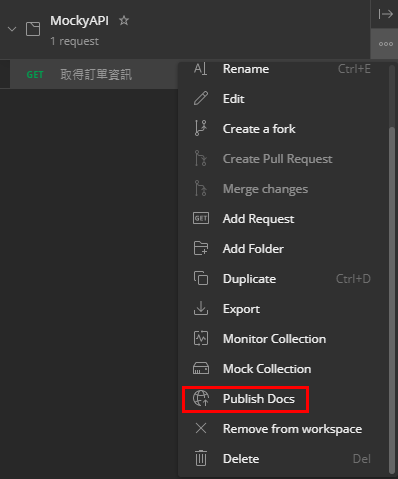 MockyAPI
1 request
GET 取得訂單資訊
Rename Ctrl+E
Edit
Create a fork
Create Pull Request
Merge changes
GET Add Request
Add Folder
Duplicate Ctrl+D
Export
Monitor Collection
Mock Collection
Publish Docs
Remove from workspace
Delete Del